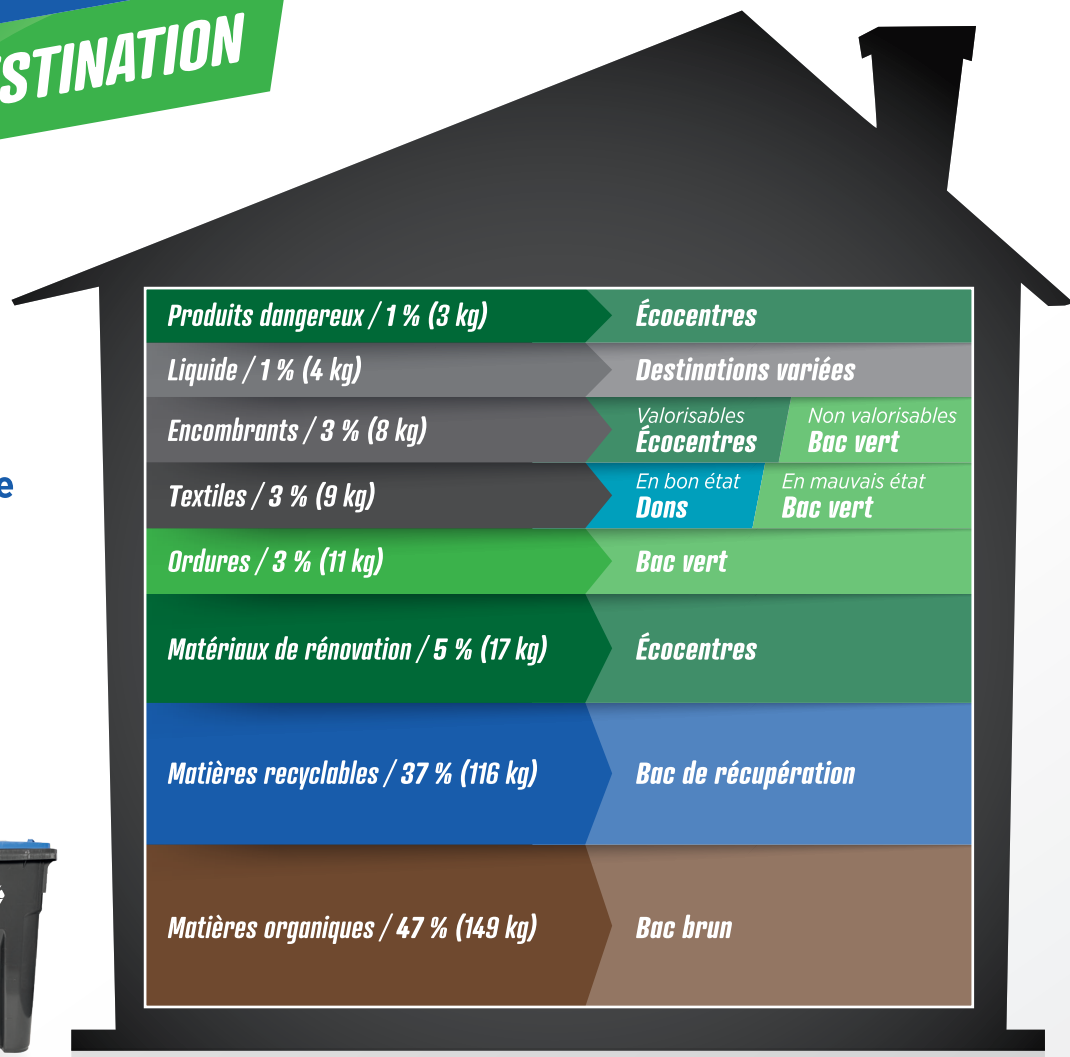 STINATION
Produits dangereux / 1 % (3 kg)
Écocentres
Liquide / 1 % (4 kg)
Destinations variées
Encombrants / 3 % (8 kg)
Valorisables
Écocentres
Non valorisables
Bac vert
e
Textiles / 3 % (9 kg)
En bon état
Dons
En mauvais état
Bac vert
Ordures / 3 % (11 kg)
Bac vert
Matériaux de rénovation / 5 % (17 kg)
Écocentres
Matières recyclables / 37 % (116 kg)
Bac de récupération
Matières organiques / 47 % (149 kg)
Bac brun